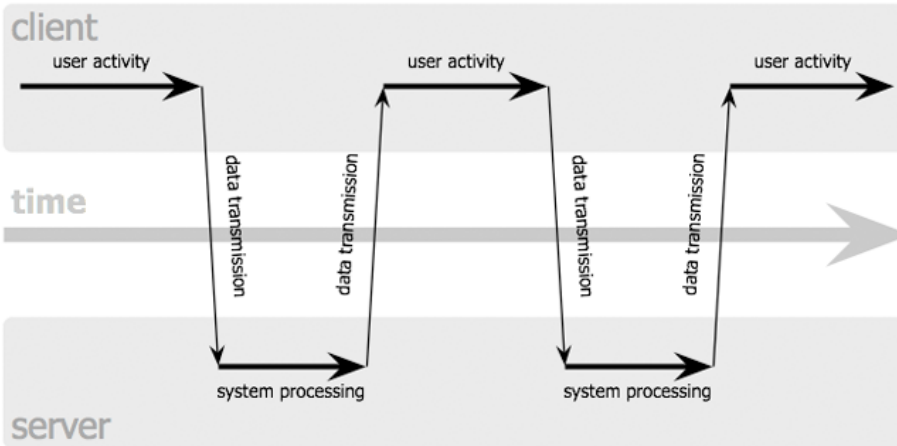 client
user activity
user activity
user activity
data transmission
data transmission
data transmission
data transmission
time
system processing
system processing
server